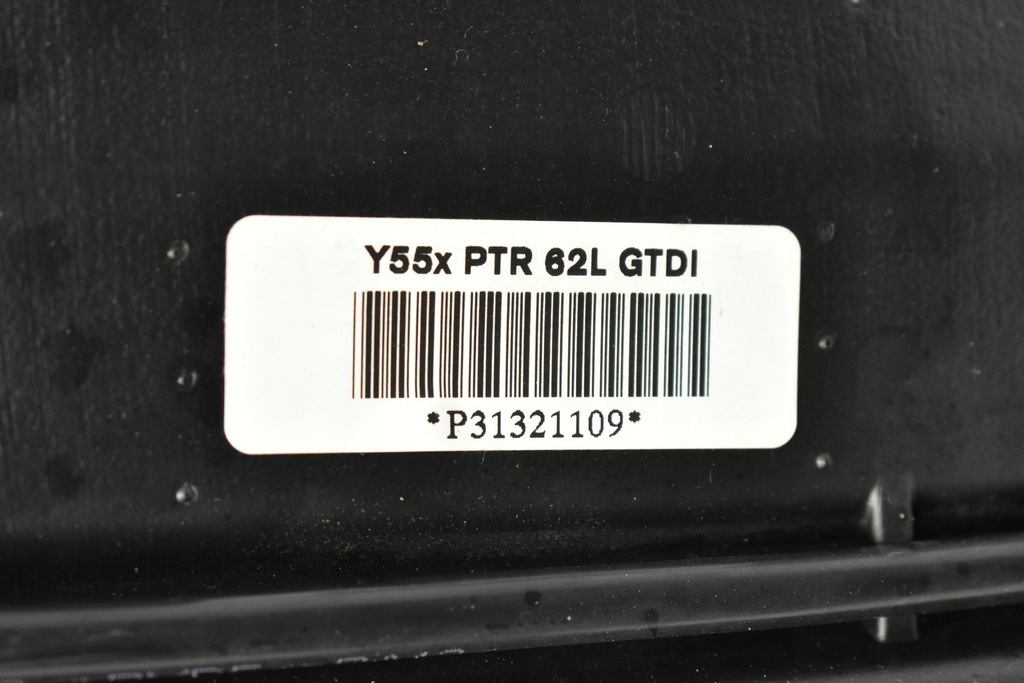 Y55x PTR 62L GTDI
*P31321109*